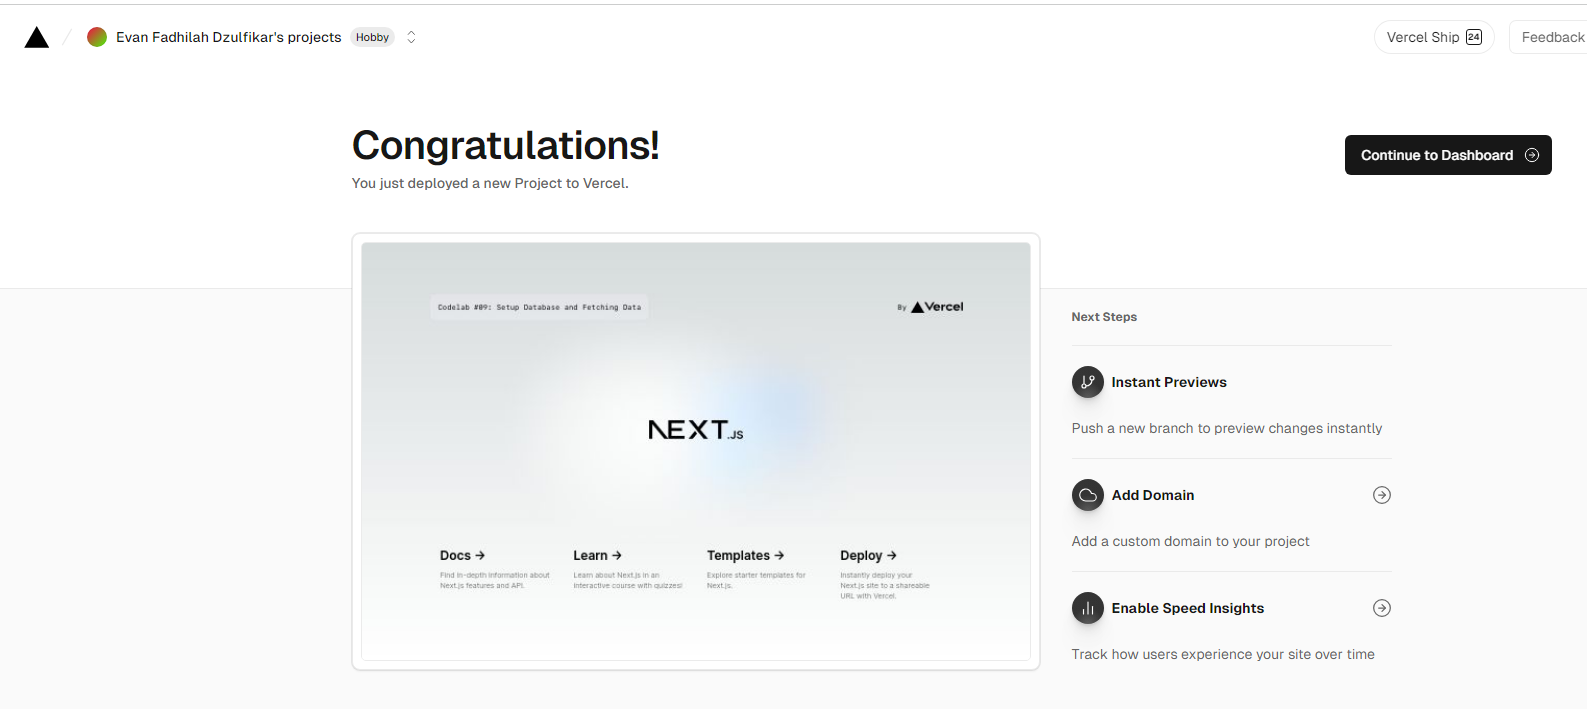 Evan Fadhilah Dzulfikar's projects Hobby
Vercel Ship 24
Feedback
Congratulations!
You just deployed a new Project to Vercel.
Continue to Dashboard
Codelab #09: Setup Database and Fetching Data
By Vercel
NEXT.JS
Docs →
Find in-depth information about
Next.js features and API.
Learn →
Learn about Next.js in an
interactive course with quizzes!
Templates →
Explore starter templates for
Next.js.
Deploy →
Instantly deploy your
Next.js site to a shareable
URL with Vercel.
Next Steps
Instant Previews
Push a new branch to preview changes instantly
Add Domain
Add a custom domain to your project
Enable Speed Insights
Track how users experience your site over time